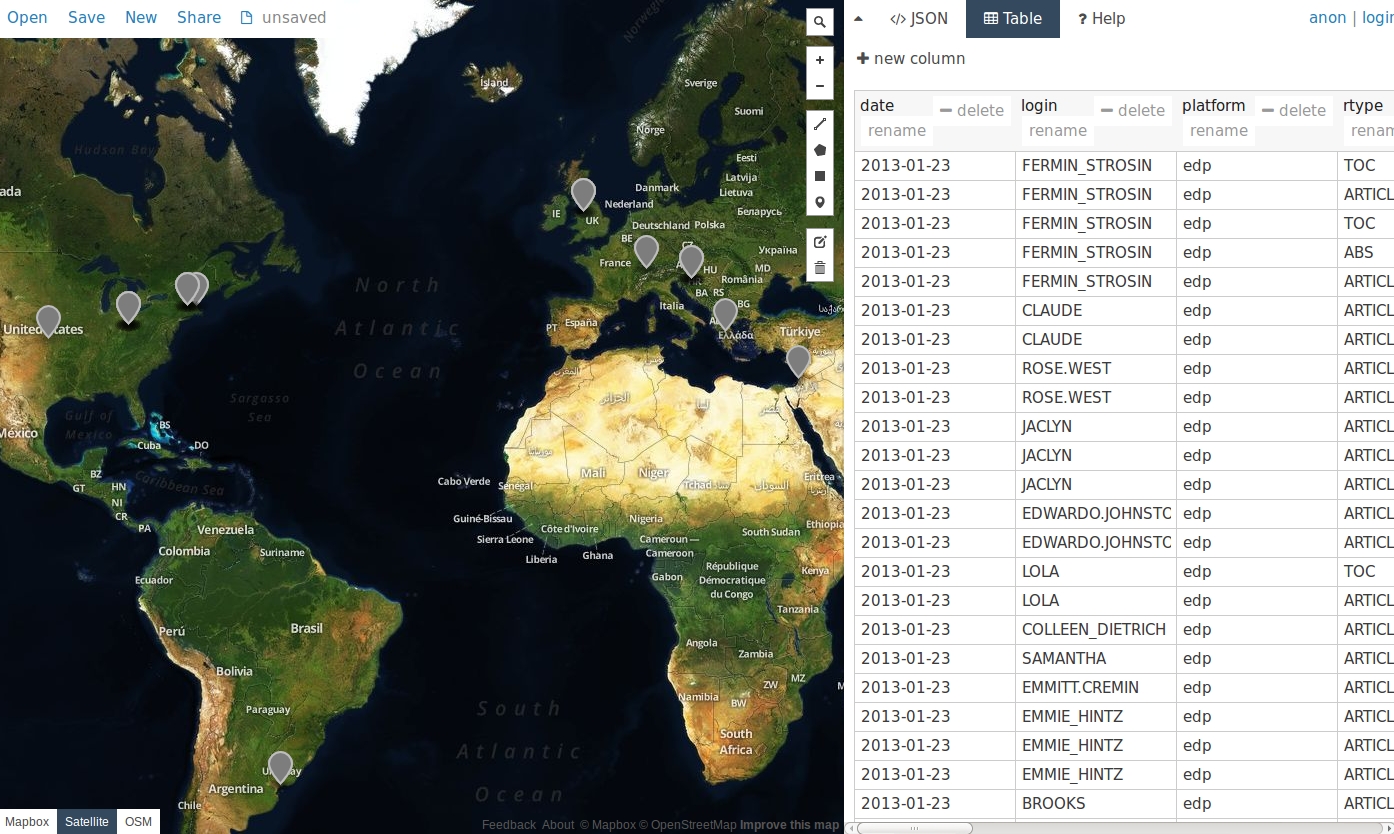 Open Save New Share unsaved
JSON Table ? Help anon | login
+ new column
date — delete login — delete platform — delete rtype
rename rename rename
2013-01-23 FERMIN_STROSIN edp TOC
2013-01-23 FERMIN_STROSIN edp ARTICL
2013-01-23 FERMIN_STROSIN edp TOC
2013-01-23 FERMIN_STROSIN edp ABS
2013-01-23 FERMIN_STROSIN edp ARTICL
2013-01-23 CLAUDE edp ARTICL
2013-01-23 CLAUDE edp ARTICL
2013-01-23 ROSE.WEST edp ARTICL
2013-01-23 ROSE.WEST edp ARTICL
2013-01-23 JACLYN edp ARTICL
2013-01-23 JACLYN edp ARTICL
2013-01-23 JACLYN edp ARTICL
2013-01-23 EDWARDO.JOHNSTO edp ARTICL
2013-01-23 EDWARDO.JOHNSTO edp ARTICL
2013-01-23 LOLA edp TOC
2013-01-23 LOLA edp ARTICL
2013-01-23 COLLEEN_DIETRICH edp ARTICL
2013-01-23 SAMANTHA edp ARTICL
2013-01-23 EMMITT.CREMIN edp ARTICL
2013-01-23 EMMIE_HINTZ edp ARTICL
2013-01-23 EMMIE_HINTZ edp ARTICL
2013-01-23 EMMIE_HINTZ edp ARTICL
2013-01-23 BROOKS edp ARTICL
Ísland
Sverige
Suomi
Norge
Hudson Bay
Eesti
Latvija
Danmark
Lietuva
Nederland
IE
UK
Беларусь
Deutschland Polska
BE
CZ
Україна
France
HU
MD
România
BA RS
BG
Italia
North
Atlantic
Ocean
United States
PT España
Ελλάδα
Türkiye
المغرب
تونس
الجزائر
ليبيا
مصر
Sargasso
Sea
Gulf of
Mexico
México
BS
Cuba
DO
BZ
GT
HN
Caribbean Sea
NI
CR
PA
موريتانيا
Mali
Niger
Tchad
السودان
Eritrea
Cabo Verde
Sénégal
Guiné-Bissau
Sierra Leone
Côte d'Ivoire
Liberia
Ghana
Nigeria
Cameroun —
Cameroon
South Sudan
Ethiopia
Venezuela
Colombia
Suriname
Ecuador
Gabon
République
Démocratique
du Congo
Kenya
Tanzania
Perú
Brasil
Bolivia
Angola
Zambia
ZW
MZ
Namibia
BW
Paraguay
South
Africa
South
Atlantic
Ocean
Argentina
Chile
Mapbox Satellite OSM
Feedback About © Mapbox © OpenStreetMap Improve this map